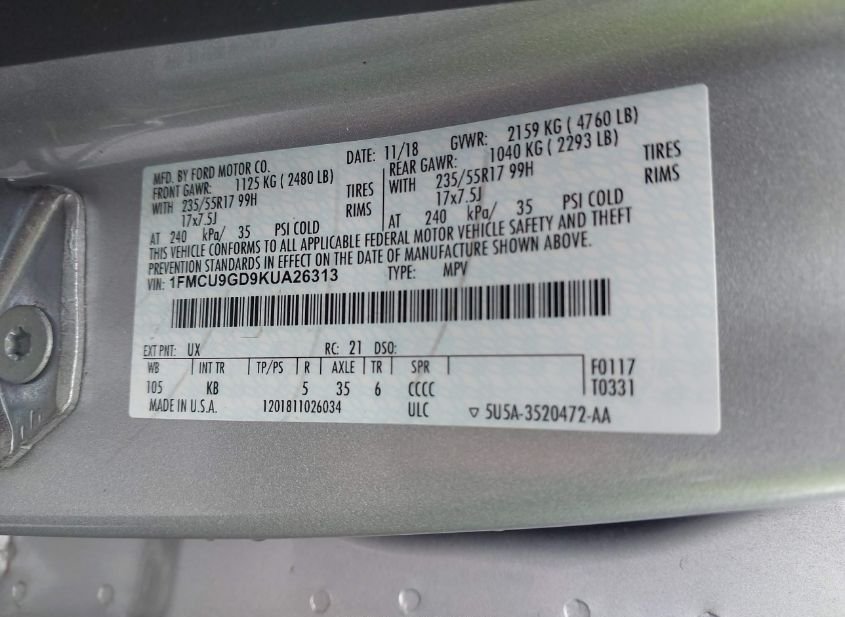 MFD. BY FORD MOTOR CO. DATE: 11/18 GVWR: 2159 KG ( 4760 LB)
FRONT GAWR: 1125 KG ( 2480 LB) REAR GAWR: 1040 KG ( 2293 LB)
WITH 235/55R17 99H TIRES WITH 235/55R17 99H TIRES
17x7.5J RIMS 17x7.5J RIMS
AT 240 kPa/ 35 PSI COLD AT 240 kPa/ 35 PSI COLD
THIS VEHICLE CONFORMS TO ALL APPLICABLE FEDERAL MOTOR VEHICLE SAFETY AND THEFT
PREVENTION STANDARDS IN EFFECT ON THE DATE OF MANUFACTURE SHOWN ABOVE.
VIN: 1FMCU9GD9KUA26313 TYPE: MPV
EXT PNT: UX RC: 21 DSO:
WB INT TR TP/PS R AXLE TR SPR F0117
105 KB 5 35 6 CCCC T0331
MADE IN U.S.A. 1201811026034 ULC ▽ 5U5A-3520472-AA